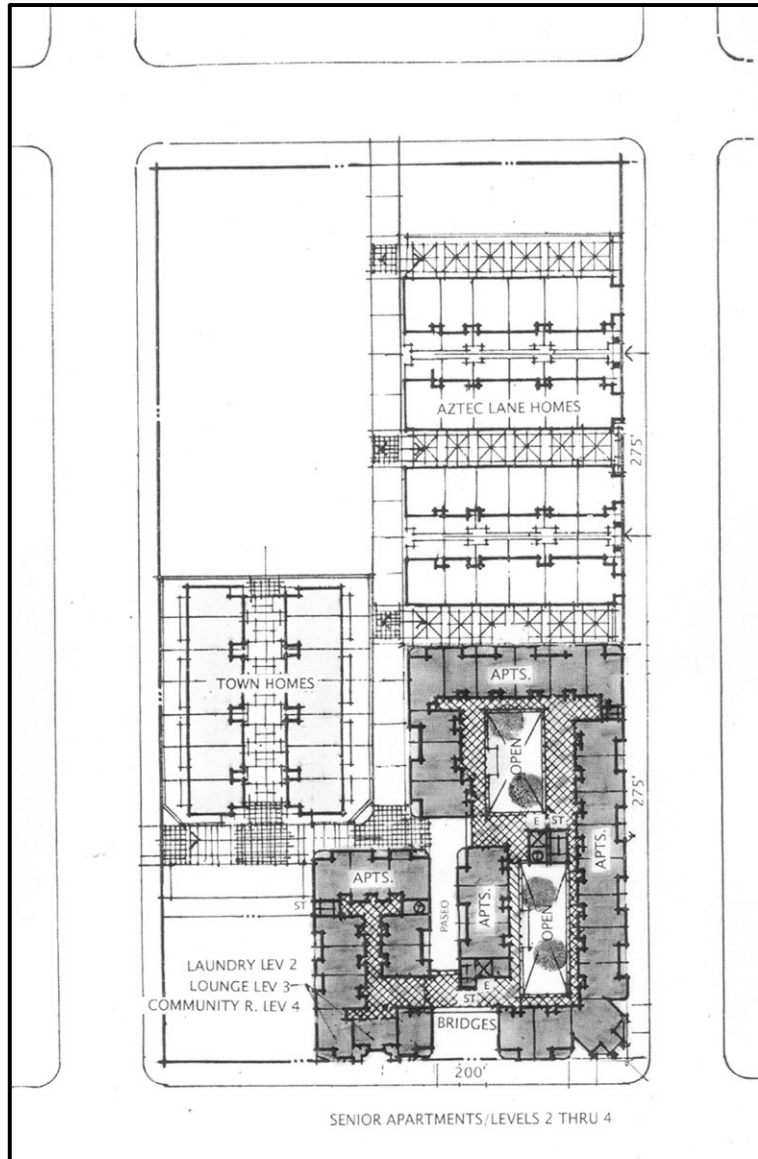 AZTEC LANE HOMES
275'
TOWN HOMES
APTS.
OPEN
275'
E ST
APTS.
APTS.
APTS.
ST
PASEO
OPEN
LAUNDRY LEV 2
LOUNGE LEV 3
COMMUNITY R. LEV 4
E
ST
BRIDGES
200'
SENIOR APARTMENTS/LEVELS 2 THRU 4